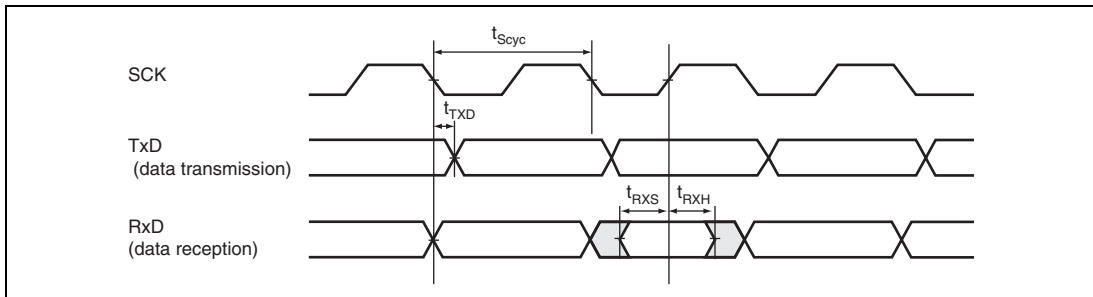 tScyc
SCK
tTXD
TxD
(data transmission)
tRXS tRXH
RxD
(data reception)